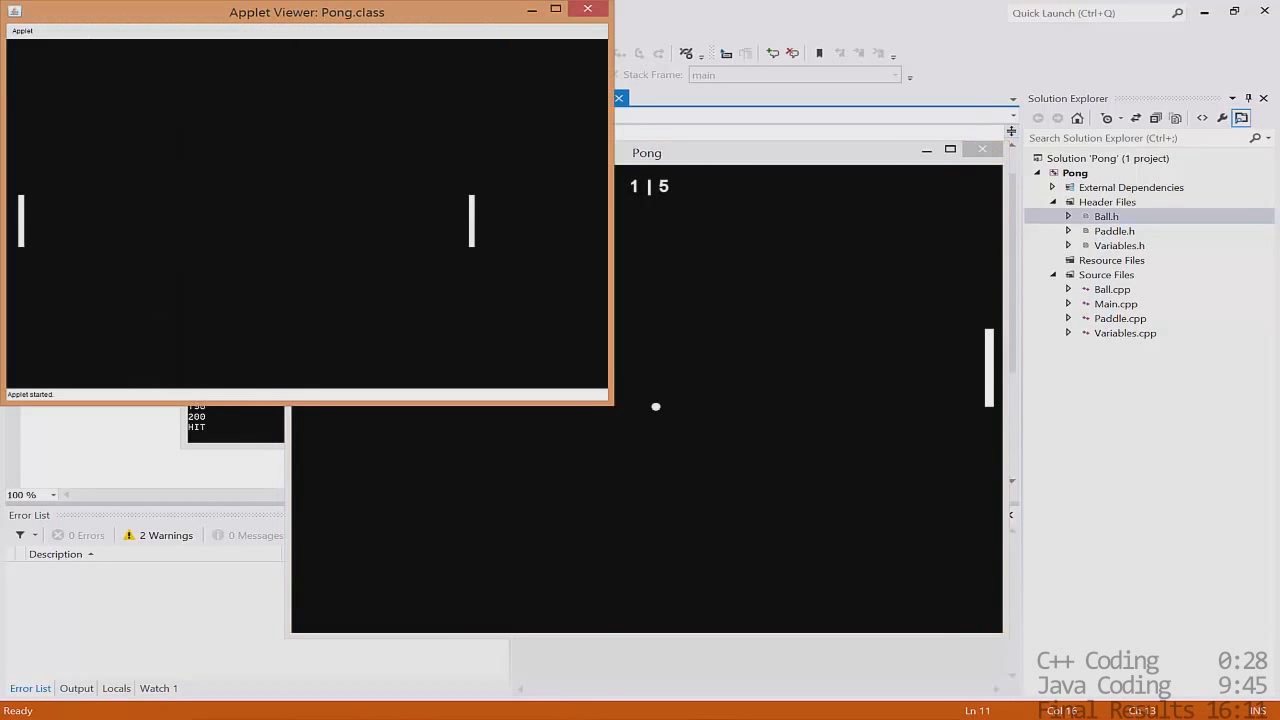 Applet Viewer: Pong.class
Applet
Applet started.
Quick Launch (Ctrl+Q)
Stack Frame: main
Pong
1 | 5
200
HIT
100 %
Solution Explorer
Search Solution Explorer (Ctrl+;)
Solution 'Pong' (1 project)
Pong
External Dependencies
Header Files
Ball.h
Paddle.h
Variables.h
Resource Files
Source Files
Ball.cpp
Main.cpp
Paddle.cpp
Variables.cpp
Error List
0 Errors 2 Warnings 0 Messages
Description
Error List Output Locals Watch 1
C++ Coding 0:28
Java Coding 9:45
Final Results 16:11
Ready Ln 11 Col 16 Ch 13 INS